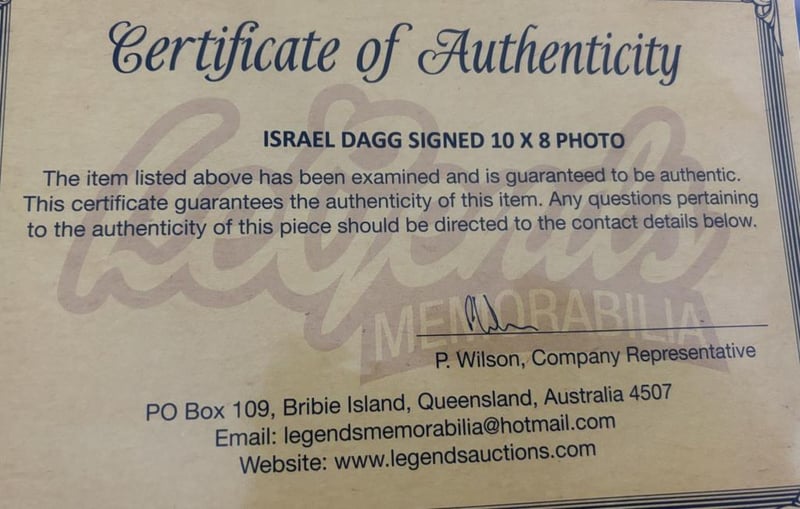 Certificate of Authenticity
ISRAEL DAGG SIGNED 10 X 8 PHOTO
The item listed above has been examined and is guaranteed to be authentic.
This certificate guarantees the authenticity of this item. Any questions pertaining
to the authenticity of this piece should be directed to the contact details below.
Legends
MEMORABILIA
P. Wilson, Company Representative
PO Box 109, Bribie Island, Queensland, Australia 4507
Email: legendsmemorabilia@hotmail.com
Website: www.legendsauctions.com